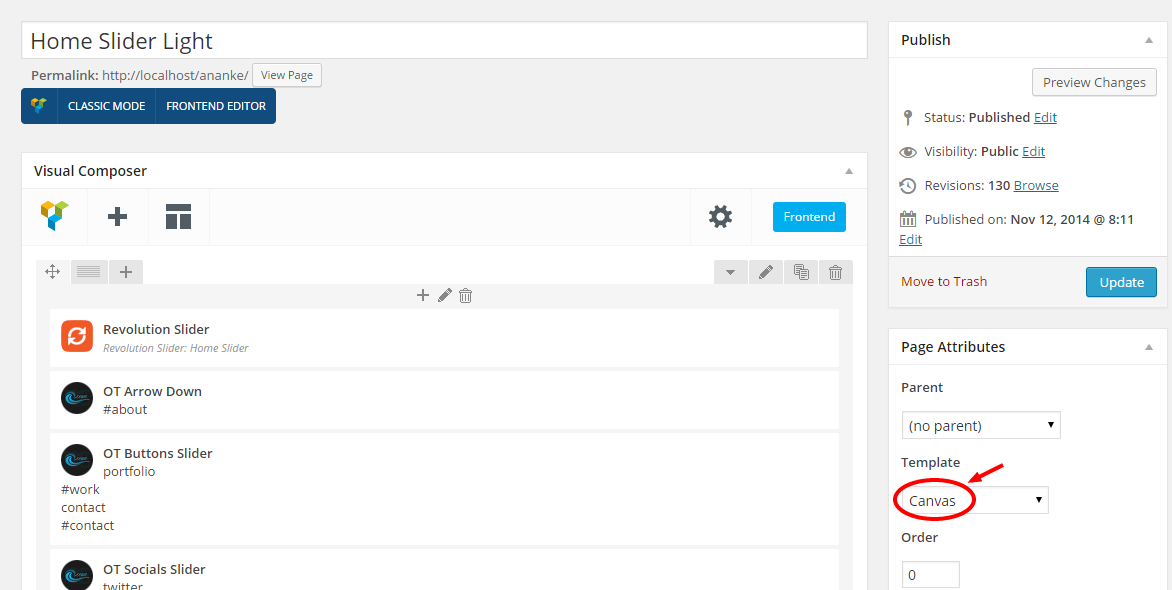 Home Slider Light
Permalink: http://localhost/ananke/ View Page
CLASSIC MODE FRONTEND EDITOR
Visual Composer
Frontend
Revolution Slider
Revolution Slider: Home Slider
OT Arrow Down
#about
OT Buttons Slider
portfolio
#work
contact
#contact
OT Socials Slider
twitter
Publish
Preview Changes
Status: Published Edit
Visibility: Public Edit
Revisions: 130 Browse
Published on: Nov 12, 2014 @ 8:11
Edit
Move to Trash Update
Page Attributes
Parent
(no parent)
Template
Canvas
Order
0